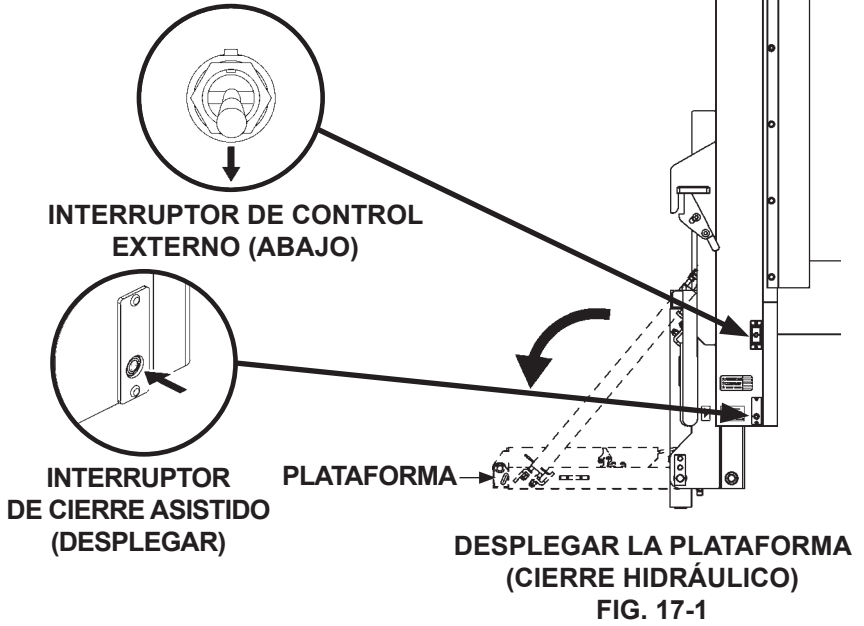 INTERRUPTOR DE CONTROL
EXTERNO (ABAJO)
INTERRUPTOR
DE CIERRE ASISTIDO
(DESPLEGAR)
PLATAFORMA
DESPLEGAR LA PLATAFORMA
(CIERRE HIDRÁULICO)
FIG. 17-1